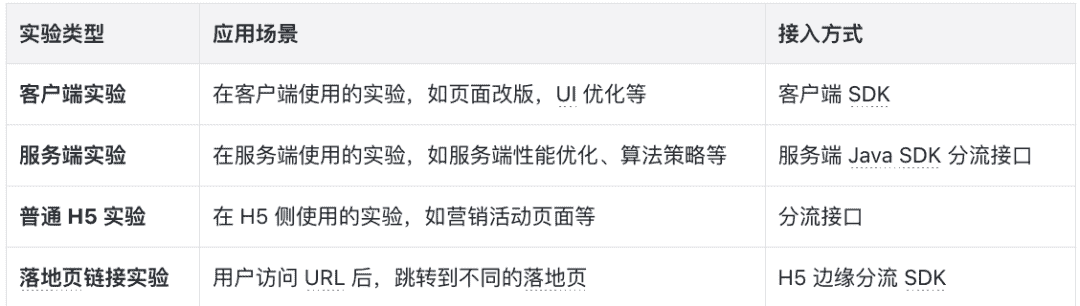 实验类型 应用场景 接入方式
客户端实验 在客户端使用的实验，如页面改版，UI 优化等 客户端 SDK
服务端实验 在服务端使用的实验，如服务端性能优化、算法策略等 服务端 Java SDK 分流接口
普通 H5 实验 在 H5 侧使用的实验，如营销活动页面等 分流接口
落地页链接实验 用户访问 URL 后，跳转到不同的落地页 H5 边缘分流 SDK